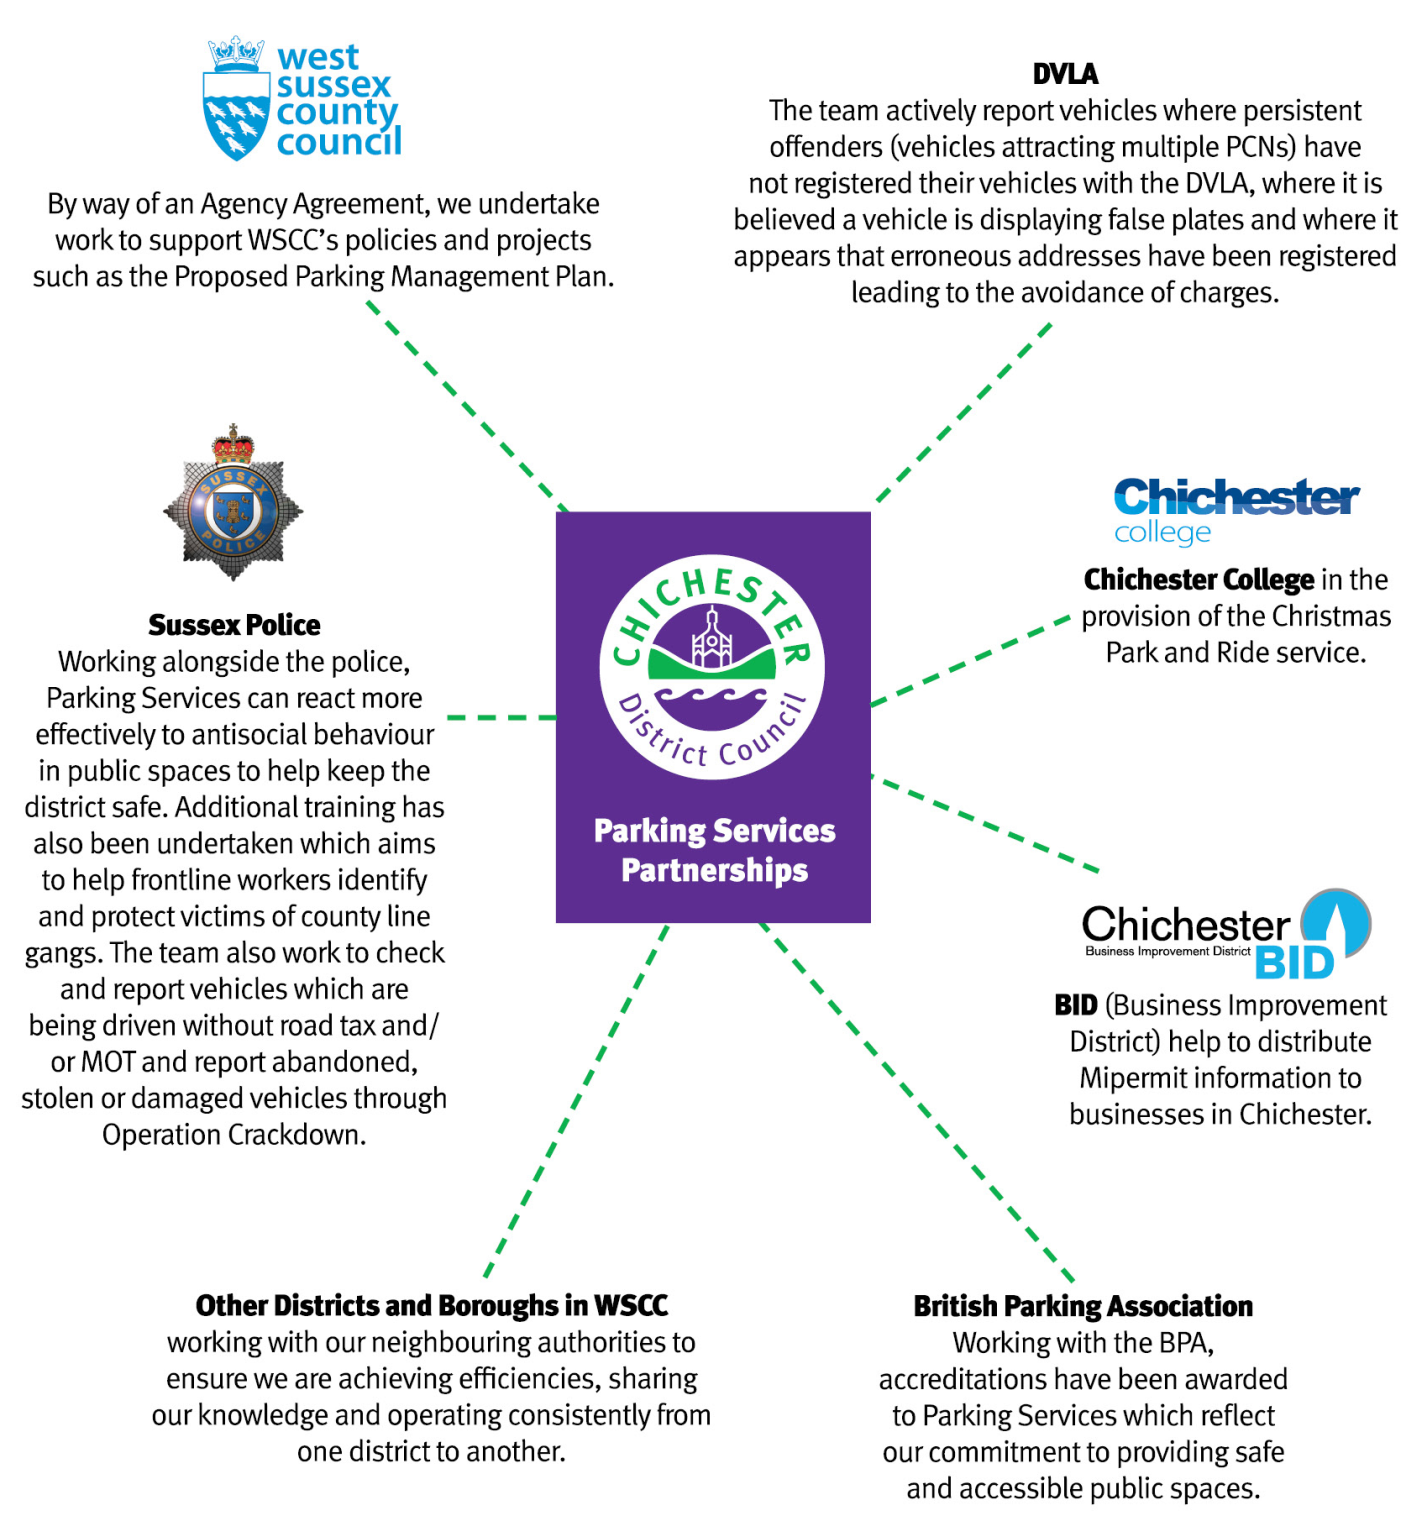 west
sussex
county
council
By way of an Agency Agreement, we undertake
work to support WSCC's policies and projects
such as the Proposed Parking Management Plan.
DVLA
The team actively report vehicles where persistent
offenders (vehicles attracting multiple PCNs) have
not registered their vehicles with the DVLA, where it is
believed a vehicle is displaying false plates and where it
appears that erroneous addresses have been registered
leading to the avoidance of charges.
SUSSEX
POLICE
Sussex Police
Working alongside the police,
Parking Services can react more
effectively to antisocial behaviour
in public spaces to help keep the
district safe. Additional training has
also been undertaken which aims
to help frontline workers identify
and protect victims of county line
gangs. The team also work to check
and report vehicles which are
being driven without road tax and/
or MOT and report abandoned,
stolen or damaged vehicles through
Operation Crackdown.
CHICHESTER
District Council
Parking Services
Partnerships
Chichester
college
Chichester College in the
provision of the Christmas
Park and Ride service.
Chichester
Business Improvement District
BID
BID (Business Improvement
District) help to distribute
Mipermit information to
businesses in Chichester.
Other Districts and Boroughs in WSCC
working with our neighbouring authorities to
ensure we are achieving efficiencies, sharing
our knowledge and operating consistently from
one district to another.
British Parking Association
Working with the BPA,
accreditations have been awarded
to Parking Services which reflect
our commitment to providing safe
and accessible public spaces.